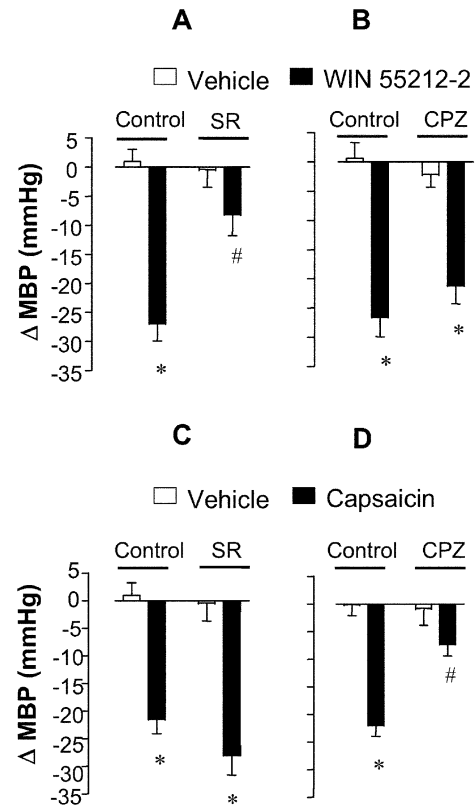 A B
Vehicle WIN 55212-2
Control SR Control CPZ
5
0
-5
-10
-15
-20
-25
-30
-35
Δ MBP (mmHg)
#
* * *
C D
Vehicle Capsaicin
Control SR Control CPZ
5
0
-5
-10
-15
-20
-25
-30
-35
Δ MBP (mmHg)
#
* * *